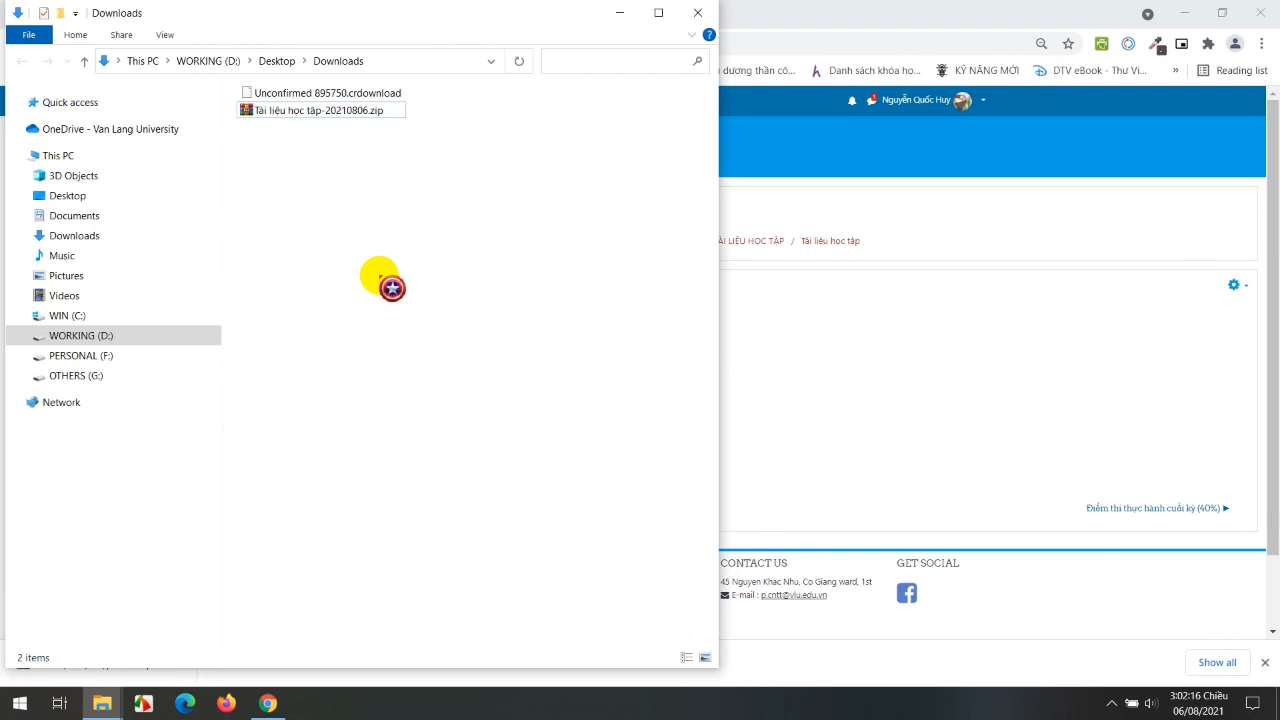 Downloads
File
Home
Share
View
This PC
WORKING (D:)
Desktop
Downloads
Quick access
OneDrive - Van Lang University
This PC
3D Objects
Desktop
Documents
Downloads
Music
Pictures
Videos
WIN (C:)
WORKING (D:)
PERSONAL (F:)
OTHERS (G:)
Network
Unconfirmed 895750.crdownload
Tài liệu học tập-20210806.zip
2 items
dương thần cô...
Danh sách khóa họ...
KỸ NĂNG MỚI
DTV eBook - Thư Vi...
»
Reading list
Nguyễn Quốc Huy
ÀI LIỆU HỌC TẬP / Tài liệu học tập
Điểm thi thực hành cuối kỳ (40%) ►
CONTACT US
45 Nguyen Khac Nhu, Co Giang ward, 1st
E-mail : p.cntt@vlu.edu.vn
GET SOCIAL
Show all
3:02:16 Chiều
06/08/2021